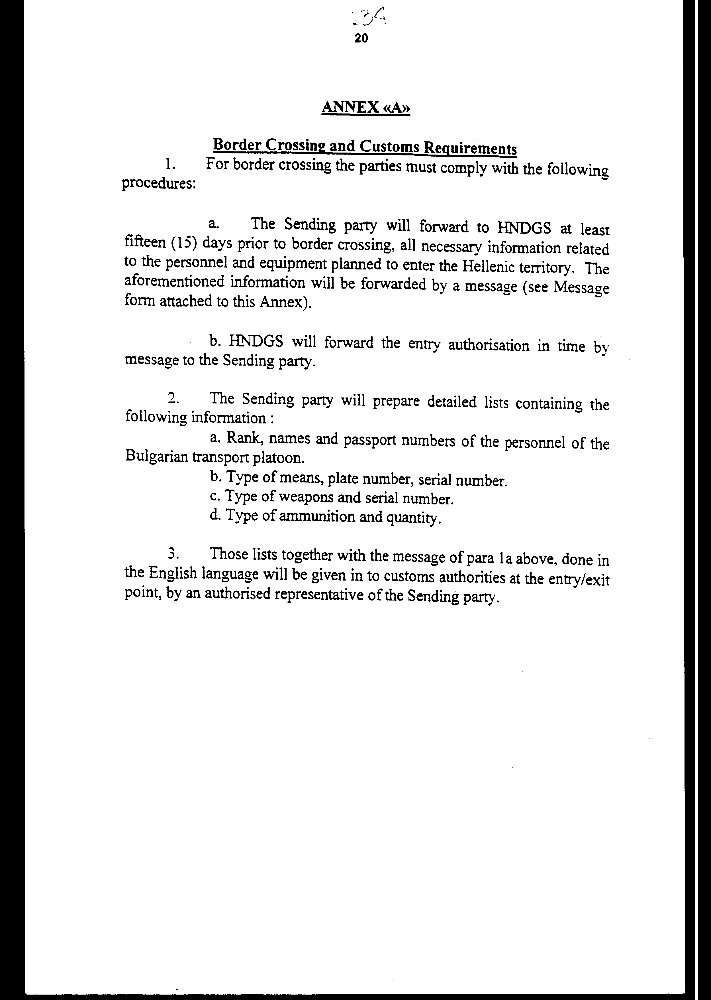 134
20
ANNEX «A»
Border Crossing and Customs Requirements
1. For border crossing the parties must comply with the following
procedures:
a. The Sending party will forward to HNDGS at least
fifteen (15) days prior to border crossing, all necessary information related
to the personnel and equipment planned to enter the Hellenic territory. The
aforementioned information will be forwarded by a message (see Message
form attached to this Annex).
b. HNDGS will forward the entry authorisation in time by
message to the Sending party.
2. The Sending party will prepare detailed lists containing the
following information :
a. Rank, names and passport numbers of the personnel of the
Bulgarian transport platoon.
b. Type of means, plate number, serial number.
c. Type of weapons and serial number.
d. Type of ammunition and quantity.
3. Those lists together with the message of para 1a above, done in
the English language will be given in to customs authorities at the entry/exit
point, by an authorised representative of the Sending party.